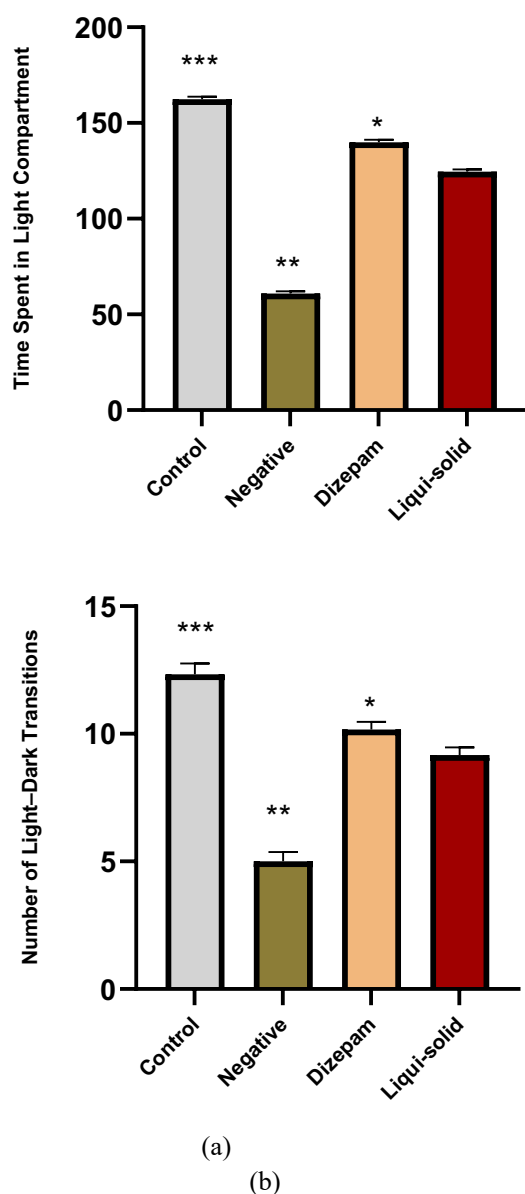 Time Spent in Light Compartment
200
150
100
50
0
***
**
*
Control
Negative
Dizepam
Liqui-solid
Number of Light–Dark Transitions
15
10
5
0
***
**
*
Control
Negative
Dizepam
Liqui-solid
(a)
(b)